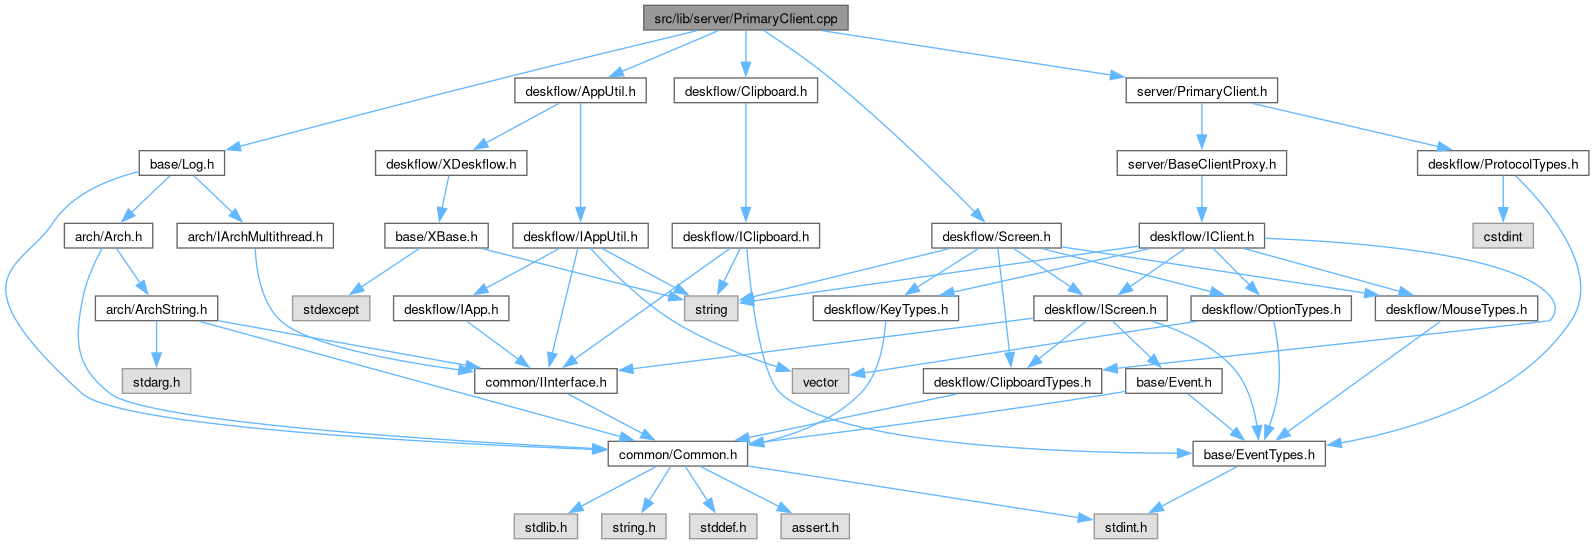 src/lib/server/PrimaryClient.cpp
deskflow/AppUtil.h
deskflow/Clipboard.h
server/PrimaryClient.h
base/Log.h
deskflow/XDeskflow.h
server/BaseClientProxy.h
deskflow/ProtocolTypes.h
arch/Arch.h
arch/IArchMultithread.h
base/XBase.h
deskflow/IAppUtil.h
deskflow/IClipboard.h
deskflow/Screen.h
deskflow/IClient.h
cstdint
arch/ArchString.h
stdexcept
deskflow/IApp.h
string
deskflow/KeyTypes.h
deskflow/IScreen.h
deskflow/OptionTypes.h
deskflow/MouseTypes.h
stdarg.h
common/IInterface.h
vector
deskflow/ClipboardTypes.h
base/Event.h
common/Common.h
base/EventTypes.h
stdlib.h
string.h
stddef.h
assert.h
stdint.h